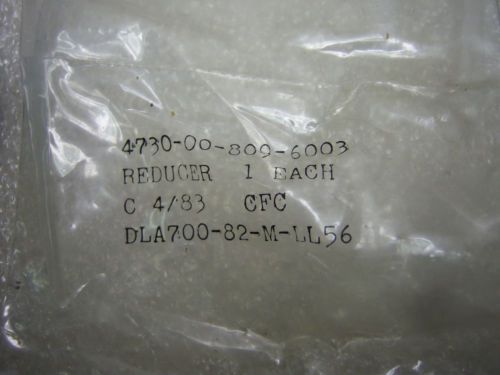 4730-00-809-6003
REDUCER 1 EACH
C 4/83 CFC
DLA700-82-M-LL56